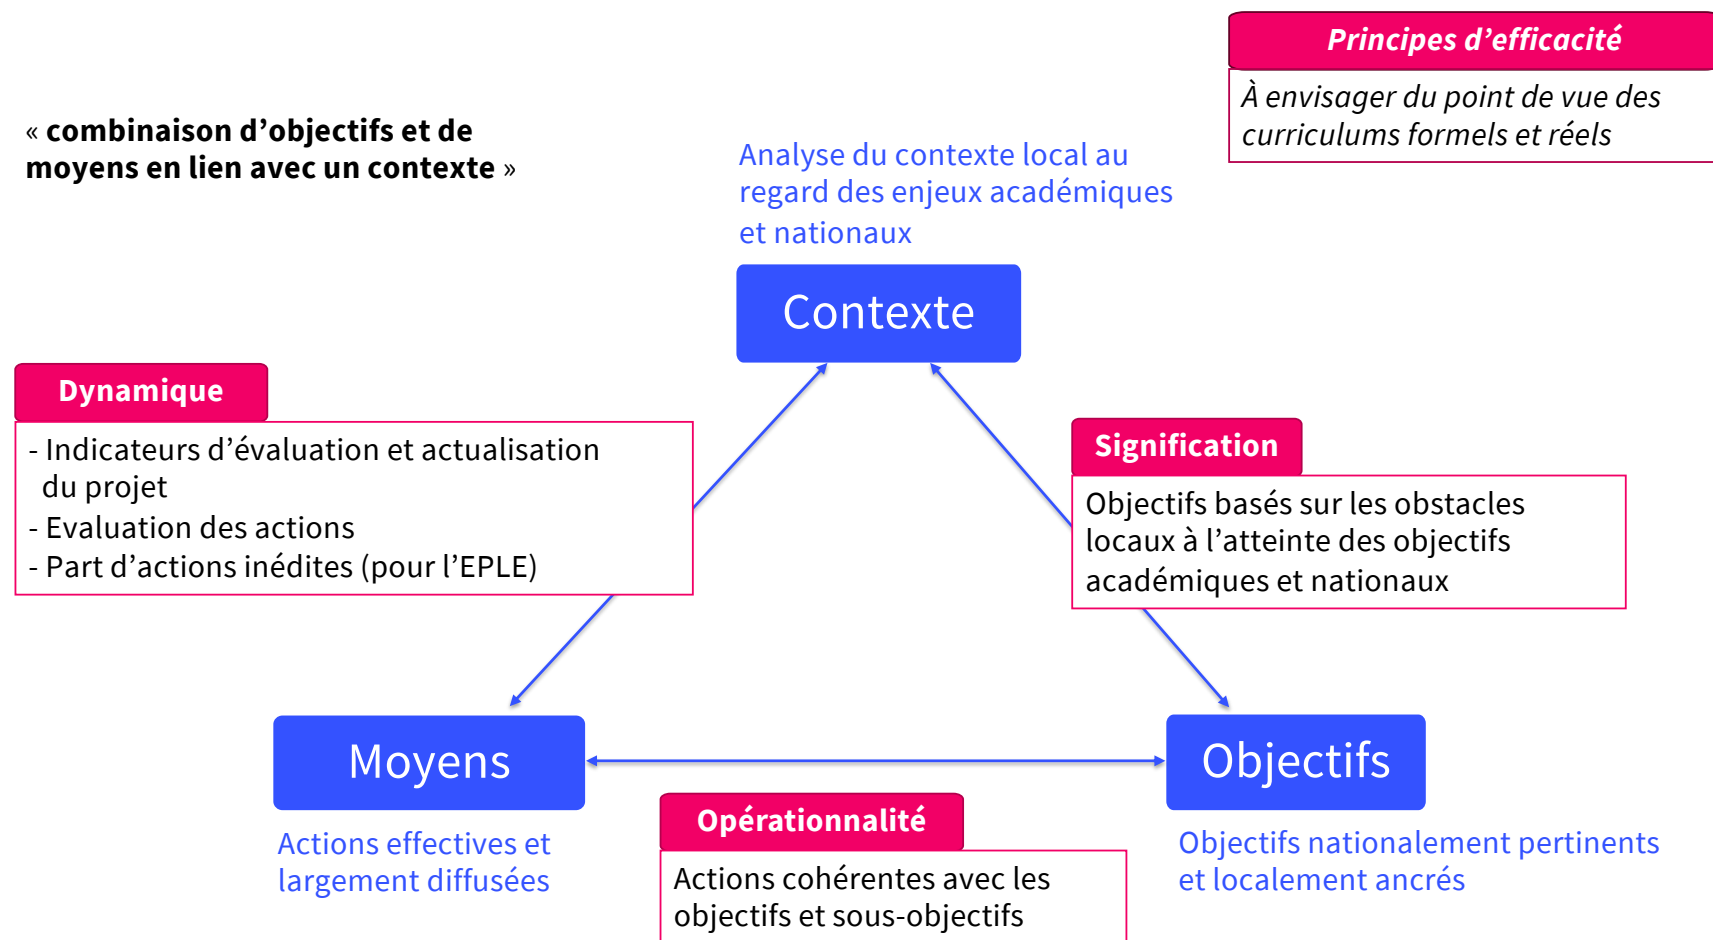 Principes d’efficacité
À envisager du point de vue des
curriculums formels et réels
« combinaison d’objectifs et de
moyens en lien avec un contexte »
Analyse du contexte local au
regard des enjeux académiques
et nationaux
Contexte
Dynamique
- Indicateurs d’évaluation et actualisation
du projet
- Evaluation des actions
- Part d’actions inédites (pour l’EPLE)
Signification
Objectifs basés sur les obstacles
locaux à l’atteinte des objectifs
académiques et nationaux
Moyens
Objectifs
Actions effectives et
largement diffusées
Opérationnalité
Actions cohérentes avec les
objectifs et sous-objectifs
Objectifs nationalement pertinents
et localement ancrés